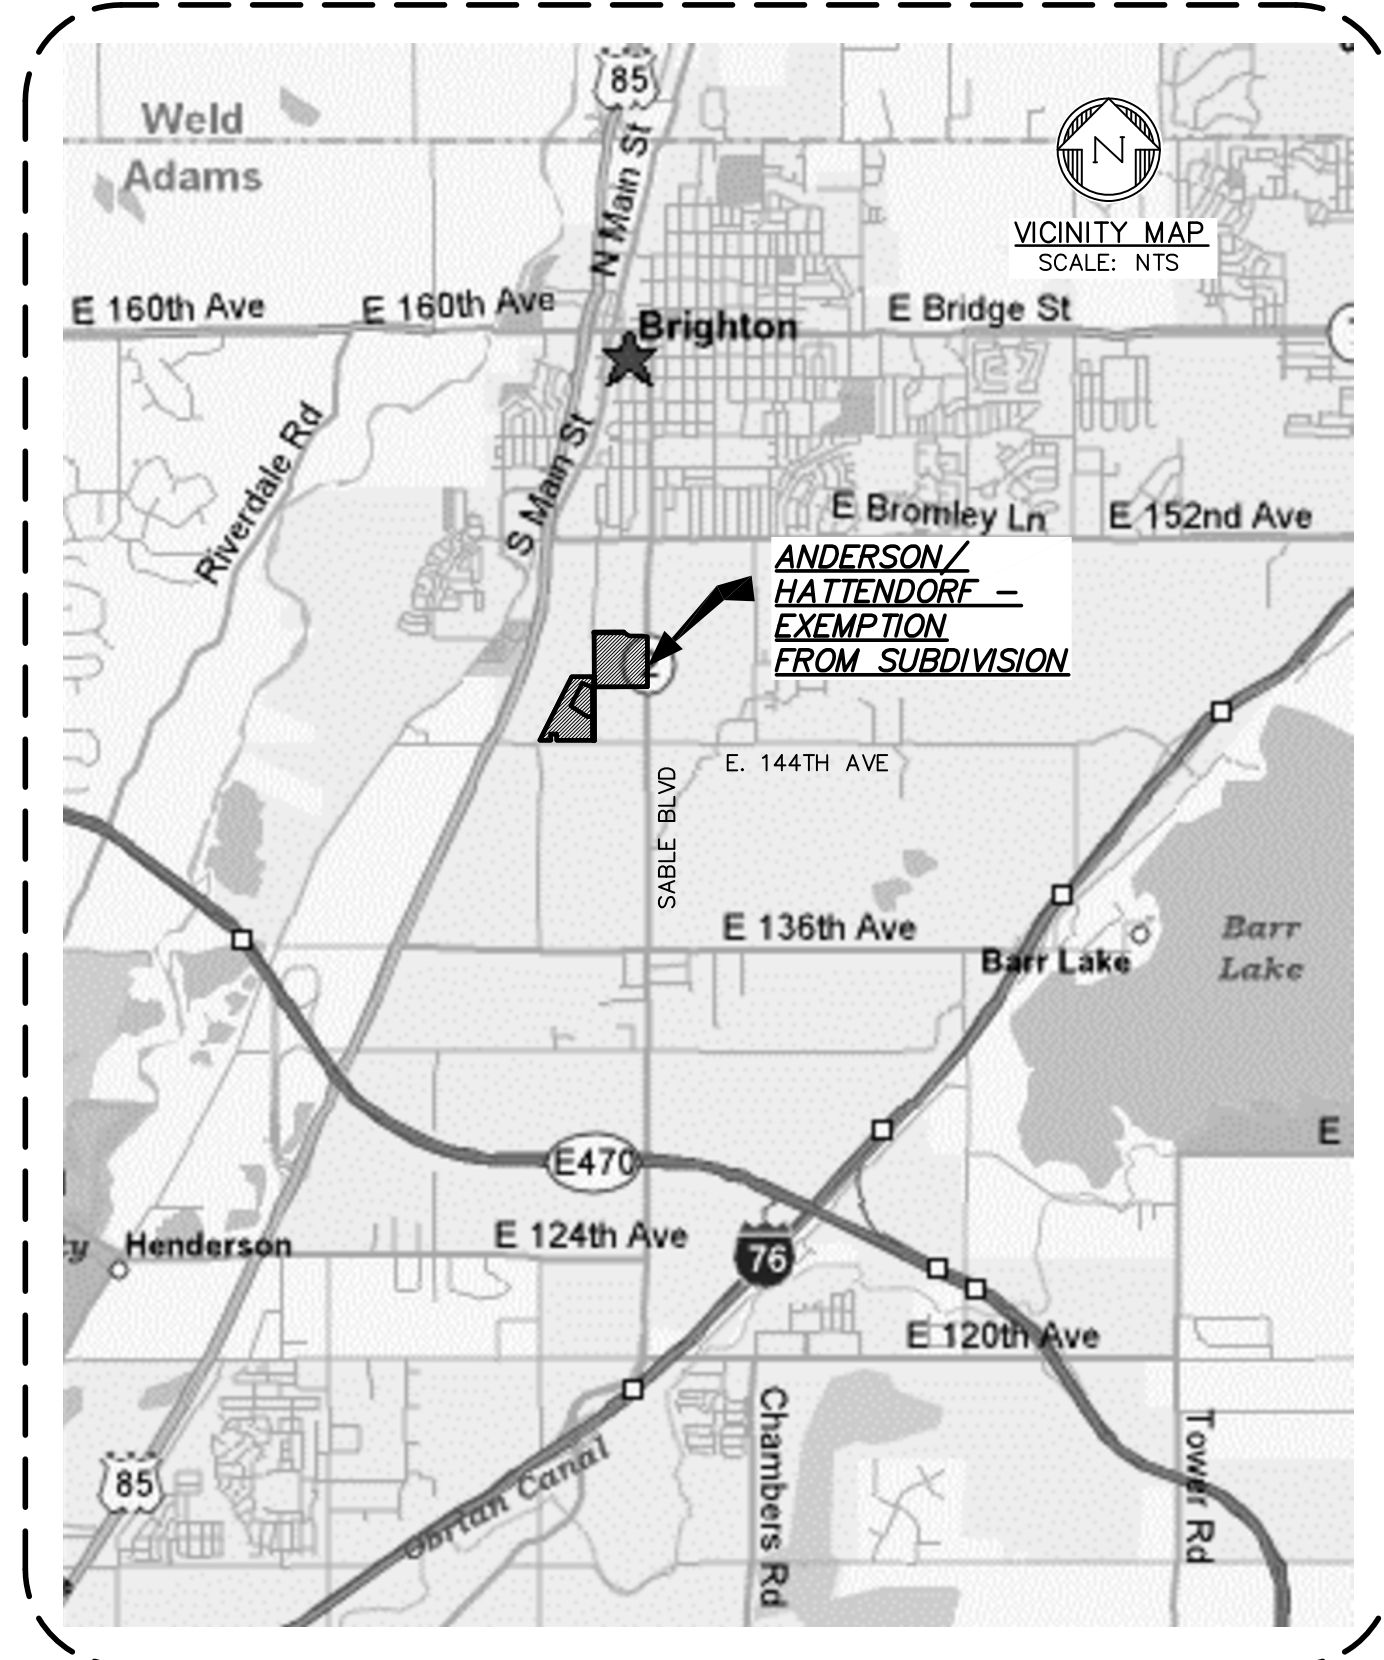 85
Weld
Adams
N Main St
N
VICINITY MAP
SCALE: NTS
E 160th Ave
E 160th Ave
Brighton
E Bridge St
Riverdale Rd
S Main St
E Bromley Ln
E 152nd Ave
ANDERSON/
HATTENDORF -
EXEMPTION
FROM SUBDIVISION
E. 144TH AVE
SABLE BLVD
E 136th Ave
Barr Lake
Barr
Lake
E
E470
E 124th Ave
Henderson
76
E 120th Ave
Chambers Rd
Tower Rd
85
Canal